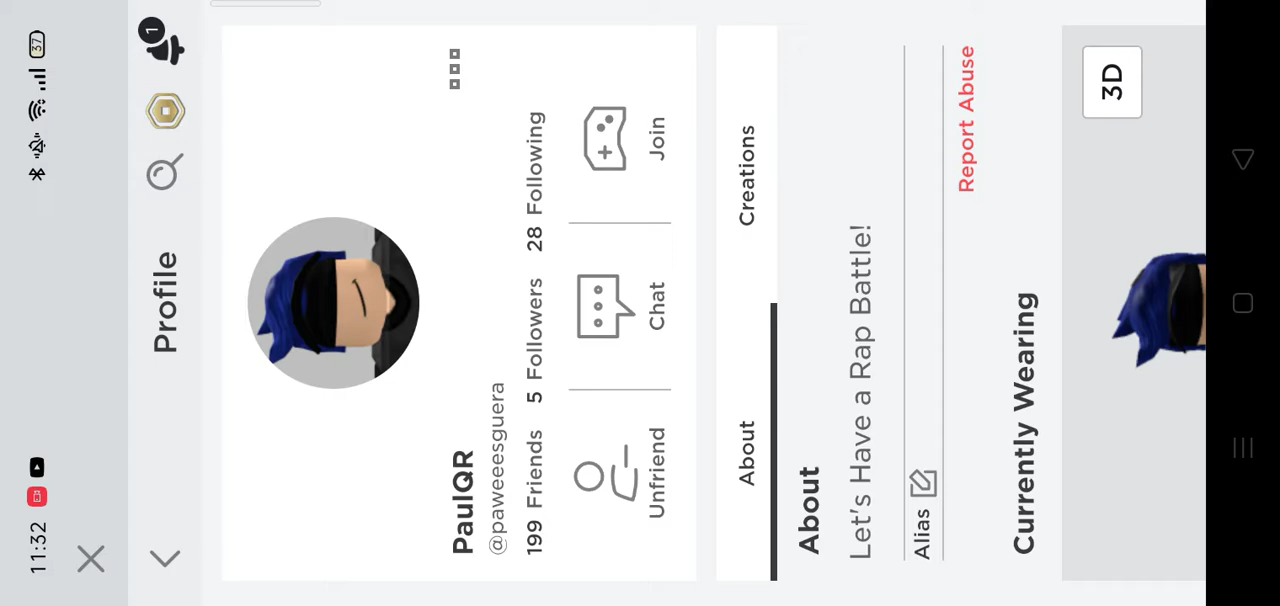 11:32
37
Profile
1
PaulQR
@paweeesguera
199 Friends 5 Followers 28 Following
Unfriend Chat Join
About Creations
About
Let's Have a Rap Battle!
Alias
Report Abuse
Currently Wearing
3D